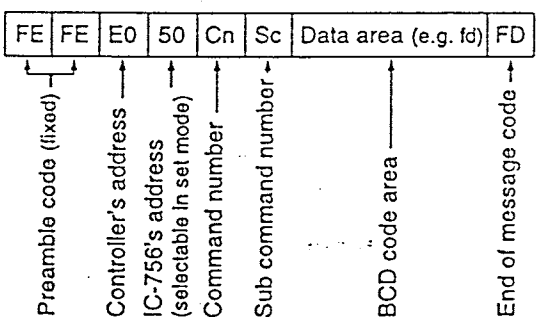 FE FE E0 50 Cn Sc Data area (e.g. fd) FD
Preamble code (fixed)
Controller's address
IC-756's address
(selectable in set mode)
Command number
Sub command number
BCD code area
End of message code